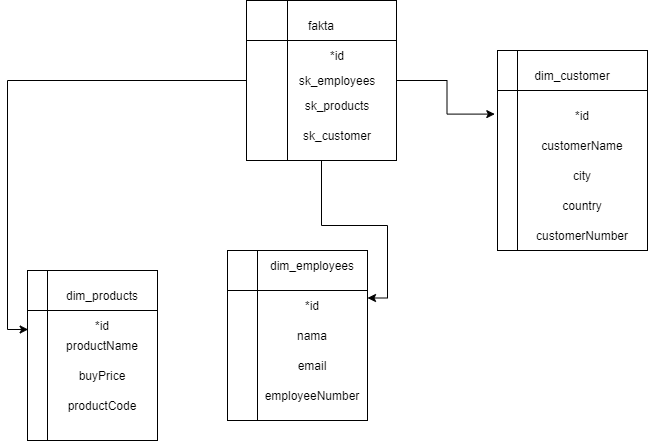 fakta
*id
sk_employees
sk_products
sk_customer
dim_customer
*id
customerName
city
country
customerNumber
dim_employees
*id
nama
email
employeeNumber
dim_products
*id
productName
buyPrice
productCode